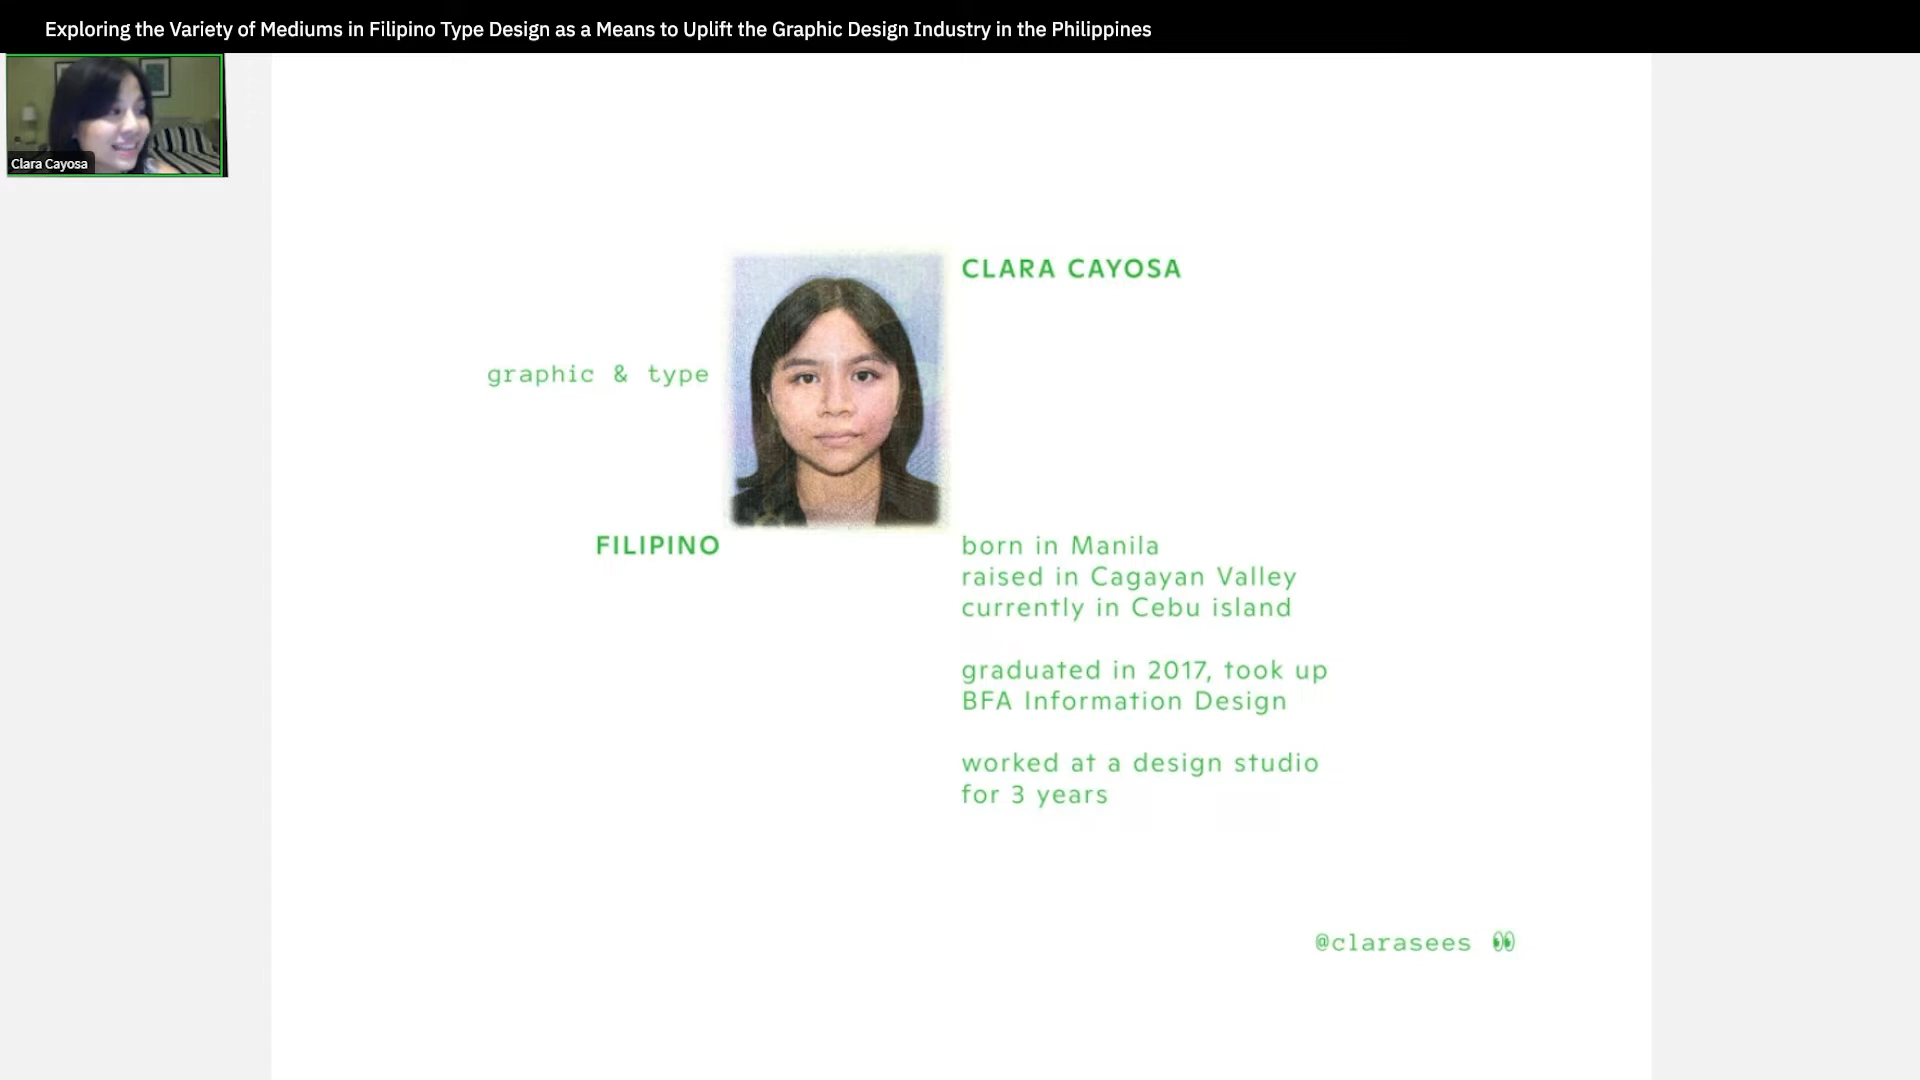 Exploring the Variety of Mediums in Filipino Type Design as a Means to Uplift the Graphic Design Industry in the Philippines
Clara Cayosa
CLARA CAYOSA
graphic & type
FILIPINO
born in Manila
raised in Cagayan Valley
currently in Cebu island
graduated in 2017, took up
BFA Information Design
worked at a design studio
for 3 years
@clarasees 👀